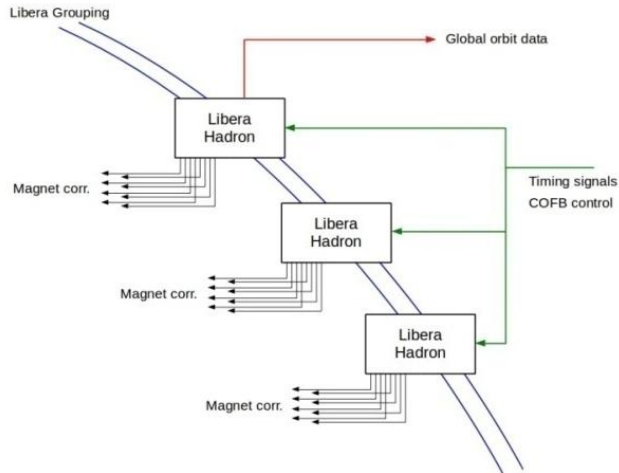 Libera Grouping
Global orbit data
Libera
Hadron
Magnet corr.
Timing signals
COFB control
Libera
Hadron
Magnet corr.
Libera
Hadron
Magnet corr.